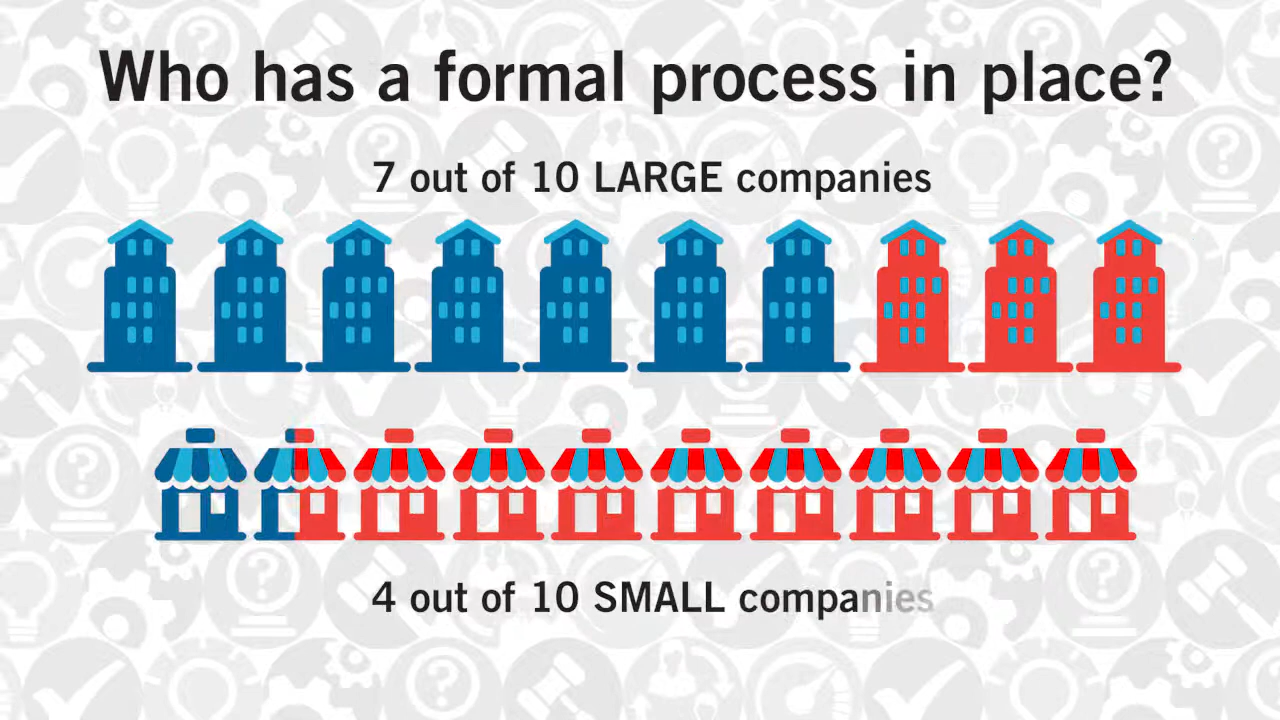 Who has a formal process in place?
7 out of 10 LARGE companies
4 out of 10 SMALL companies